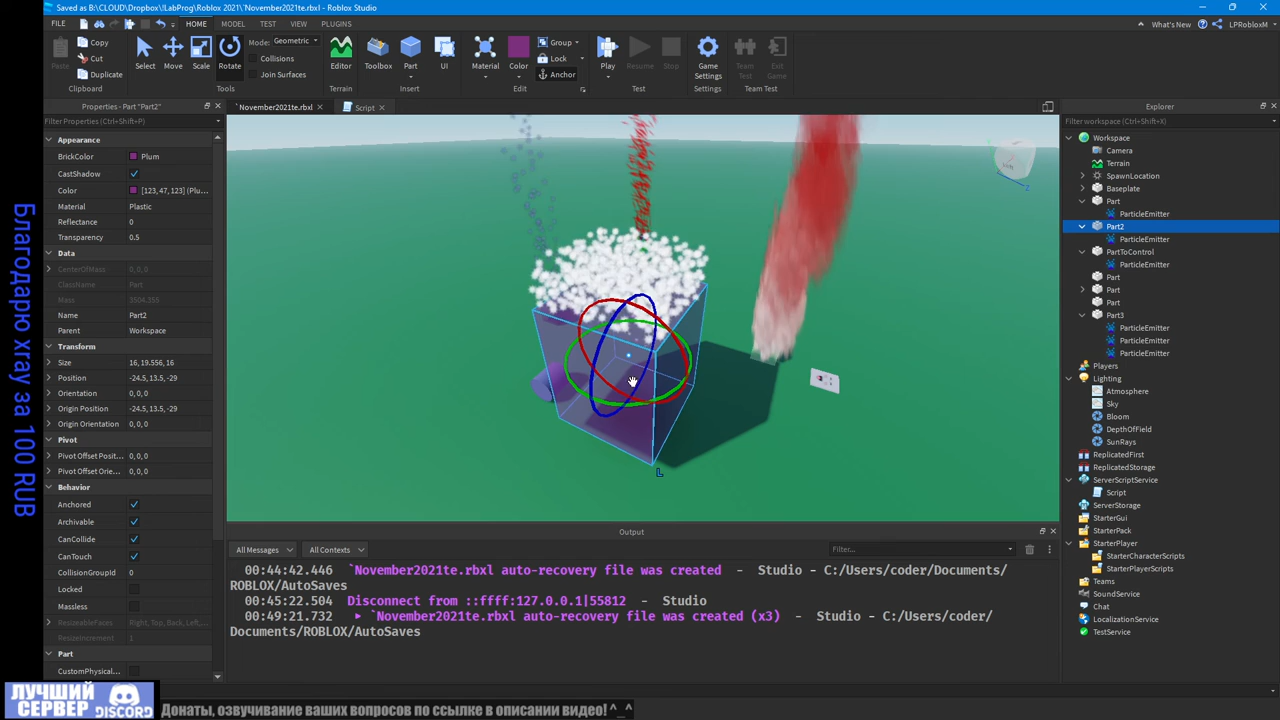 Saved as B:\CLOUD\Dropbox\!LabProg\Roblox 2021\`November2021te.rbxl - Roblox Studio
FILE HOME MODEL TEST VIEW PLUGINS What's New LPRobloxM
Paste Copy Cut Duplicate Clipboard
Select Move Scale Rotate Mode: Geometric Collisions Join Surfaces Tools
Editor Terrain
Toolbox Part UI Insert
Material Color Group Lock Anchor Edit
Play Resume Stop Test
Game Settings Settings
Team Test Exit Game Team Test
Properties - Part "Part2"
Filter Properties (Ctrl+Shift+P)
Appearance
BrickColor Plum
CastShadow
Color [123, 47, 123] (Plu...
Material Plastic
Reflectance 0
Transparency 0.5
Data
CenterOfMass 0, 0, 0
ClassName Part
Mass 3504.355
Name Part2
Parent Workspace
Transform
Size 16, 19.556, 16
Position -24.5, 13.5, -29
Orientation 0, 0, 0
Origin Position -24.5, 13.5, -29
Origin Orientation 0, 0, 0
Pivot
Pivot Offset Posit... 0, 0, 0
Pivot Offset Orie... 0, 0, 0
Behavior
Anchored
Archivable
CanCollide
CanTouch
CollisionGroupId 0
Locked
Massless
ResizeableFaces Right, Top, Back, Left,...
ResizeIncrement 1
Part
CustomPhysical...
`November2021te.rbxl Script
L
Output
All Messages All Contexts Filter...
00:44:42.446 `November2021te.rbxl auto-recovery file was created - Studio - C:/Users/coder/Documents/
ROBLOX/AutoSaves
00:45:22.504 Disconnect from ::ffff:127.0.0.1|55812 - Studio
00:49:21.732 ▶ `November2021te.rbxl auto-recovery file was created (x3) - Studio - C:/Users/coder/
Documents/ROBLOX/AutoSaves
Explorer
Filter workspace (Ctrl+Shift+X)
Workspace
Camera
Terrain
SpawnLocation
Baseplate
Part
ParticleEmitter
Part2
ParticleEmitter
PartToControl
ParticleEmitter
Part
Part
Part
Part3
ParticleEmitter
ParticleEmitter
ParticleEmitter
Players
Lighting
Atmosphere
Sky
Bloom
DepthOfField
SunRays
ReplicatedFirst
ReplicatedStorage
ServerScriptService
Script
ServerStorage
StarterGui
StarterPack
StarterPlayer
StarterCharacterScripts
StarterPlayerScripts
Teams
SoundService
Chat
LocalizationService
TestService
Благодарю xray за 100 RUB
ЛУЧШИЙ
СЕРВЕР DISCORD
Донаты, озвучивание ваших вопросов по ссылке в описании видео! ^_^